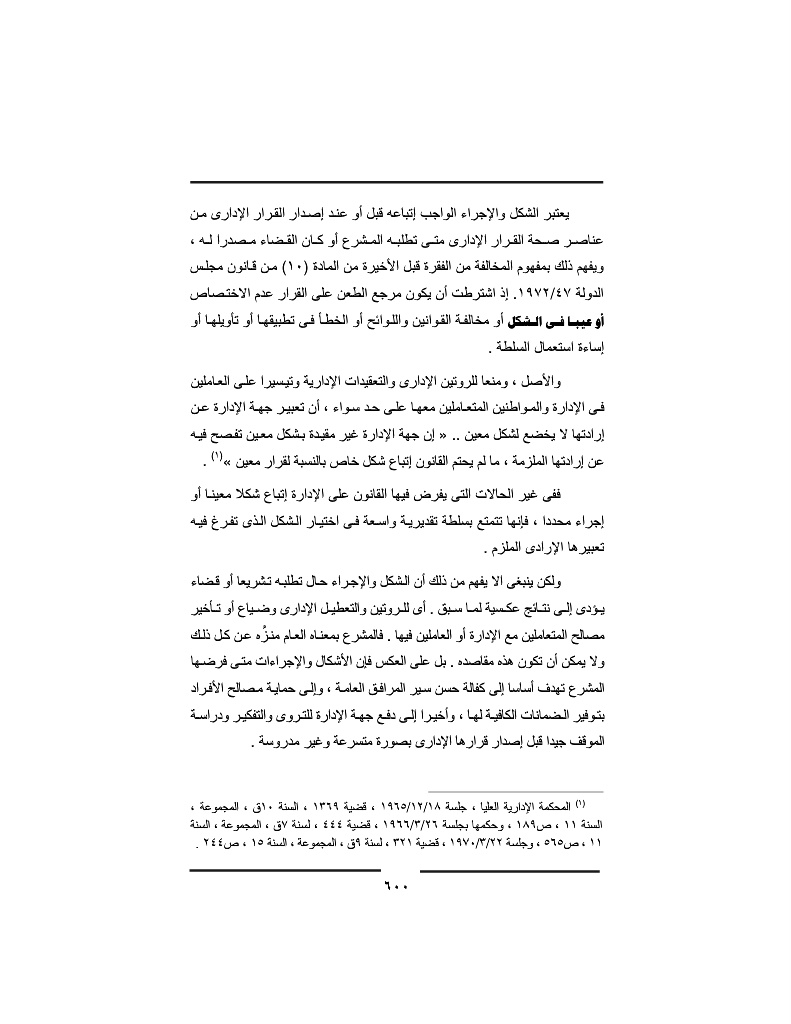 يعتبر الشكل والإجراء الواجب إتباعه قبل أو عند إصدار القرار الإدارى من
عناصر صحة القرار الإدارى متى تطلبه المشرع أو كان القضاء مصدرا له ،
ويفهم ذلك بمفهوم المخالفة من الفقرة قبل الأخيرة من المادة (١٠) من قانون مجلس
الدولة ١٩٧٢/٤٧. إذ اشترطت أن يكون مرجع الطعن على القرار عدم الاختصاص
أو عيبا فى الشكل أو مخالفة القوانين واللوائح أو الخطأ فى تطبيقها أو تأويلها أو
إساءة استعمال السلطة .
والأصل ، ومنعا للروتين الإدارى والتعقيدات الإدارية وتيسيرا على العاملين
فى الإدارة والمواطنين المتعاملين معها على حد سواء ، أن تعبير جهة الإدارة عن
إرادتها لا يخضع لشكل معين .. « إن جهة الإدارة غير مقيدة بشكل معين تفصح فيه
عن إرادتها الملزمة ، ما لم يحتم القانون إتباع شكل خاص بالنسبة لقرار معين »(١) .
ففى غير الحالات التى يفرض فيها القانون على الإدارة إتباع شكلا معينا أو
إجراء محددا ، فإنها تتمتع بسلطة تقديرية واسعة فى اختيار الشكل الذى تفرغ فيه
تعبيرها الإرادى الملزم .
ولكن ينبغى الا يفهم من ذلك أن الشكل والإجراء حال تطلبه تشريعا أو قضاء
يؤدى إلى نتائج عكسية لما سبق . أى للروتين والتعطيل الإدارى وضياع أو تأخير
مصالح المتعاملين مع الإدارة أو العاملين فيها . فالمشرع بمعناه العام منزَّه عن كل ذلك
ولا يمكن أن تكون هذه مقاصده . بل على العكس فإن الأشكال والإجراءات متى فرضها
المشرع تهدف أساسا إلى كفالة حسن سير المرافق العامة ، وإلى حماية مصالح الأفراد
بتوفير الضمانات الكافية لها ، وأخيرا إلى دفع جهة الإدارة للتروى والتفكير ودراسة
الموقف جيدا قبل إصدار قرارها الإدارى بصورة متسرعة وغير مدروسة .
(١) المحكمة الإدارية العليا ، جلسة ١٩٦٥/١٢/١٨ ، قضية ١٣٦٩ ، السنة ١٠ق ، المجموعة ،
السنة ١١ ، ص١٨٩ ، وحكمها بجلسة ١٩٦٦/٣/٢٦ ، قضية ٤٤٤ ، لسنة ٧ق ، المجموعة ، السنة
١١ ، ص٥٦٥ ، وجلسة ١٩٧٠/٣/٢٢ ، قضية ٣٢١ ، لسنة ٩ق ، المجموعة ، السنة ١٥ ، ص٢٤٤ .
٦٠٠